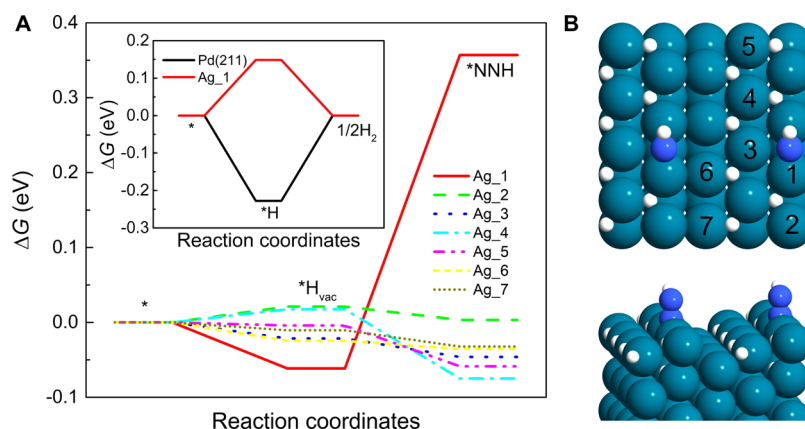 A
0.4
0.3
0.2
0.1
0.0
-0.1
ΔG (eV)
Reaction coordinates
*
*H_vac
*NNH
Ag_1
Ag_2
Ag_3
Ag_4
Ag_5
Ag_6
Ag_7
0.2
0.1
0.0
-0.1
-0.2
-0.3
ΔG (eV)
Reaction coordinates
Pd(211)
Ag_1
*
*H
1/2H₂
B
5
4
3
6
1
7
2